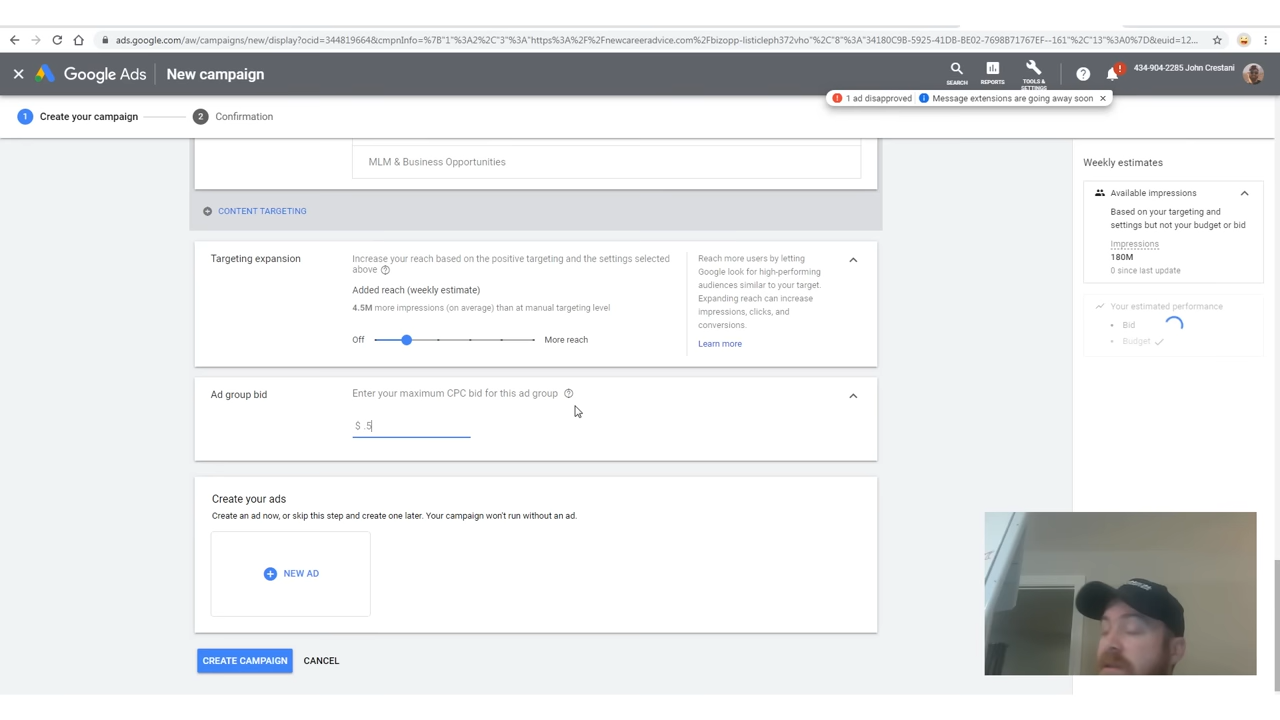 ads.google.com/aw/campaigns/new/display?ocid=344819664&cmpnInfo=%7B"1"%3A2%2C"3"%3A"https%3A%2F%2Fnewcareeradvice.com%2Fbizopp-listicleph372vho"%2C"8"%3A"34180C9B-5925-41DB-BE02-7698B71767EF--161"%2C"13"%3A0%7D&euid=12...
Google Ads
New campaign
SEARCH
REPORTS
TOOLS &
SETTINGS
434-904-2285 John Crestani
1 ad disapproved
Message extensions are going away soon
1 Create your campaign
2 Confirmation
MLM & Business Opportunities
CONTENT TARGETING
Targeting expansion
Increase your reach based on the positive targeting and the settings selected
above
Added reach (weekly estimate)
4.5M more impressions (on average) than at manual targeting level
Off
More reach
Reach more users by letting
Google look for high-performing
audiences similar to your target.
Expanding reach can increase
impressions, clicks, and
conversions.
Learn more
Ad group bid
Enter your maximum CPC bid for this ad group
$ .5
Create your ads
Create an ad now, or skip this step and create one later. Your campaign won't run without an ad.
NEW AD
CREATE CAMPAIGN
CANCEL
Weekly estimates
Available impressions
Based on your targeting and
settings but not your budget or bid
Impressions
180M
0 since last update
Your estimated performance
• Bid
• Budget